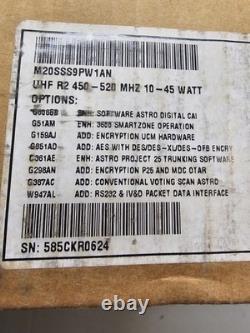 M20SSS9PW1AN
UHF R2 450-520 MHZ 10-45 WATT
OPTIONS:
ENH: SOFTWARE ASTRO DIGITAL CAI
G51AM ENH: 3600 SMARTZONE OPERATION
G159AJ ADD: ENCRYPTION UCM HARDWARE
G851AD ADD: AES WITH DES/DES-XL/DES-OFB ENCRY
G361AE ENH: ASTRO PROJECT 25 TRUNKING SOFTWAR
G298AN ADD: ENCRYPTION P25 AND MDC OTAR
G387AC ADD: CONVENTIONAL VOTING SCAN ASTRO
W947AL ADD: RS232 & IV&D PACKET DATA INTERFACE
SN: 585CKR0624
ebay